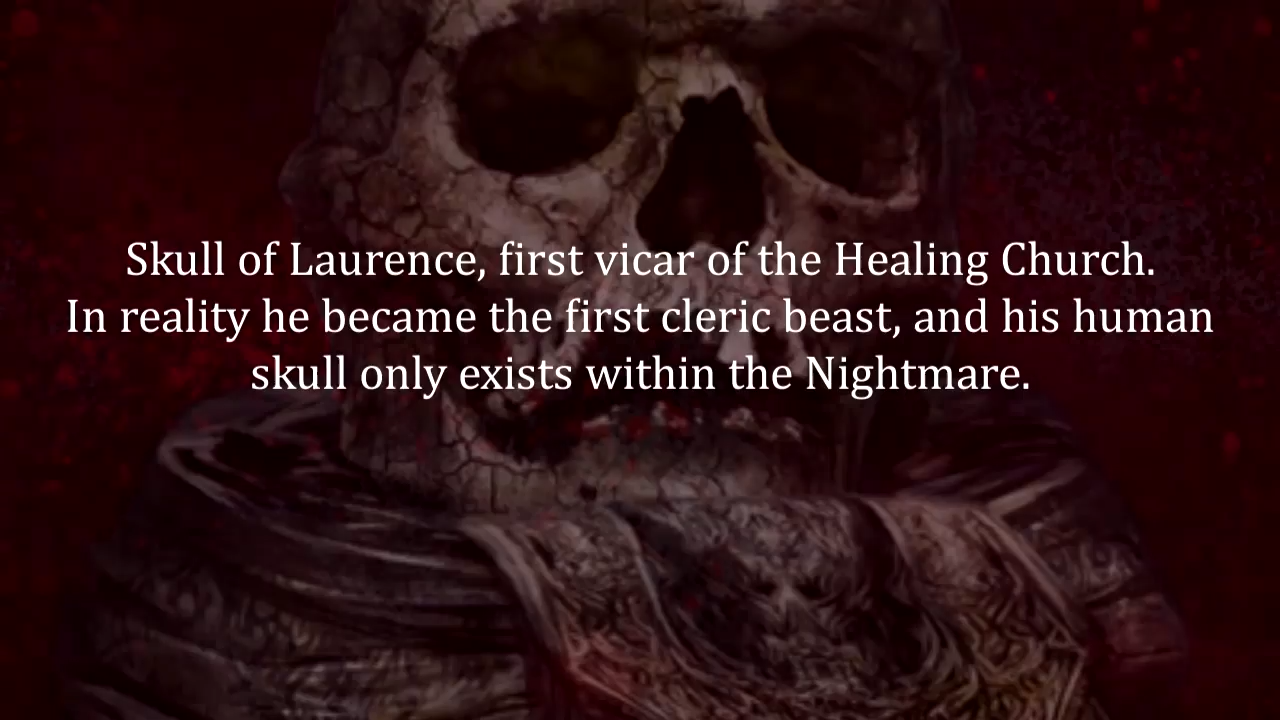 Skull of Laurence, first vicar of the Healing Church.
In reality he became the first cleric beast, and his human
skull only exists within the Nightmare.